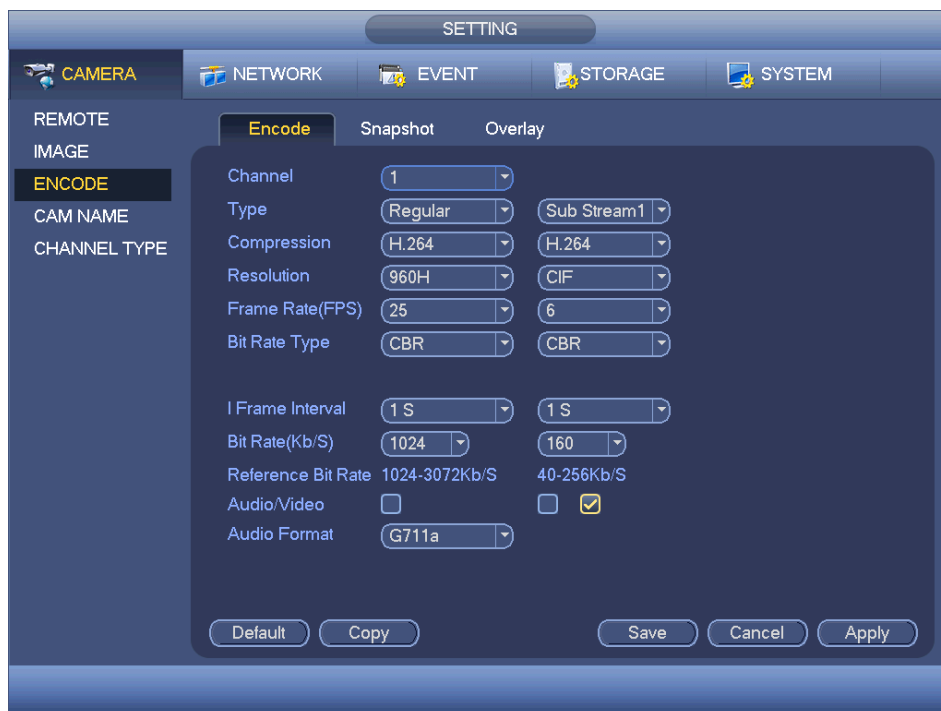 SETTING
CAMERA NETWORK EVENT STORAGE SYSTEM
REMOTE
IMAGE
ENCODE
CAM NAME
CHANNEL TYPE
Encode Snapshot Overlay
Channel 1
Type Regular Sub Stream1
Compression H.264 H.264
Resolution 960H CIF
Frame Rate(FPS) 25 6
Bit Rate Type CBR CBR
I Frame Interval 1 S 1 S
Bit Rate(Kb/S) 1024 160
Reference Bit Rate 1024-3072Kb/S 40-256Kb/S
Audio/Video
Audio Format G711a
Default Copy Save Cancel Apply